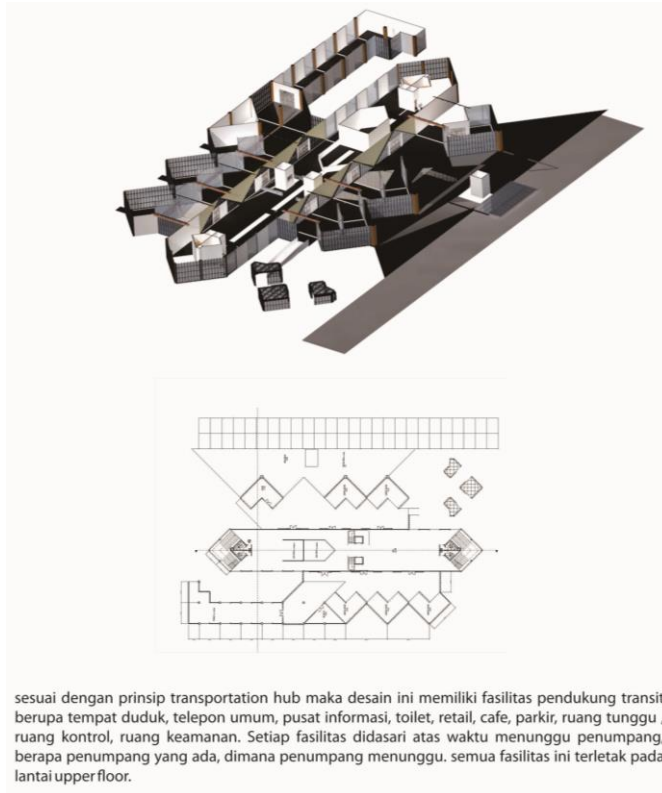 sesuai dengan prinsip transportation hub maka desain ini memiliki fasilitas pendukung transit
berupa tempat duduk, telepon umum, pusat informasi, toilet, retail, cafe, parkir, ruang tunggu ,
ruang kontrol, ruang keamanan. Setiap fasilitas didasari atas waktu menunggu penumpang,
berapa penumpang yang ada, dimana penumpang menunggu. semua fasilitas ini terletak pada
lantai upper floor.